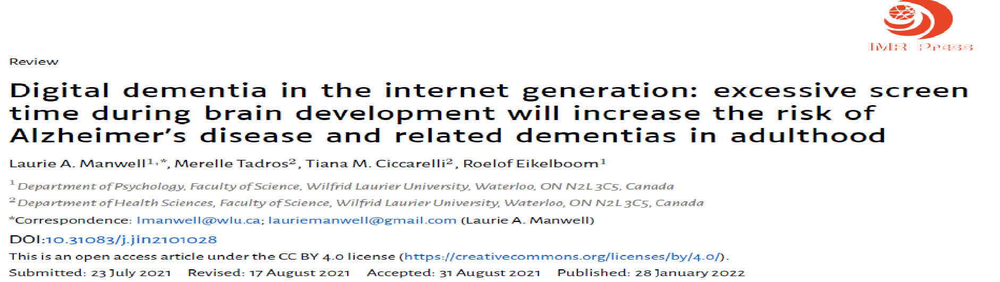 IMR Press
Review
Digital dementia in the internet generation: excessive screen
time during brain development will increase the risk of
Alzheimer's disease and related dementias in adulthood
Laurie A. Manwell1,*, Merelle Tadros2, Tiana M. Ciccarelli2, Roelof Eikelboom1
1 Department of Psychology, Faculty of Science, Wilfrid Laurier University, Waterloo, ON N2L 3C5, Canada
2 Department of Health Sciences, Faculty of Science, Wilfrid Laurier University, Waterloo, ON N2L 3C5, Canada
*Correspondence: lmanwell@wlu.ca; lauriemanwell@gmail.com (Laurie A. Manwell)
DOI:10.31083/j.jin2101028
This is an open access article under the CC BY 4.0 license (https://creativecommons.org/licenses/by/4.0/).
Submitted: 23 July 2021 Revised: 17 August 2021 Accepted: 31 August 2021 Published: 28 January 2022